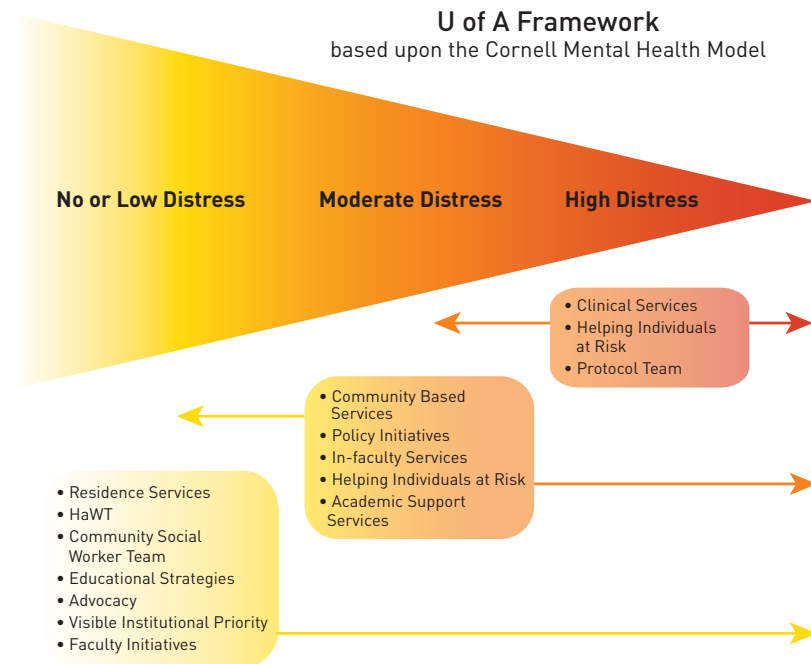 U of A Framework
based upon the Cornell Mental Health Model
No or Low Distress
Moderate Distress
High Distress
• Clinical Services
• Helping Individuals
at Risk
• Protocol Team
• Community Based
Services
• Policy Initiatives
• In-faculty Services
• Helping Individuals at Risk
• Academic Support
Services
• Residence Services
• HaWT
• Community Social
Worker Team
• Educational Strategies
• Advocacy
• Visible Institutional Priority
• Faculty Initiatives